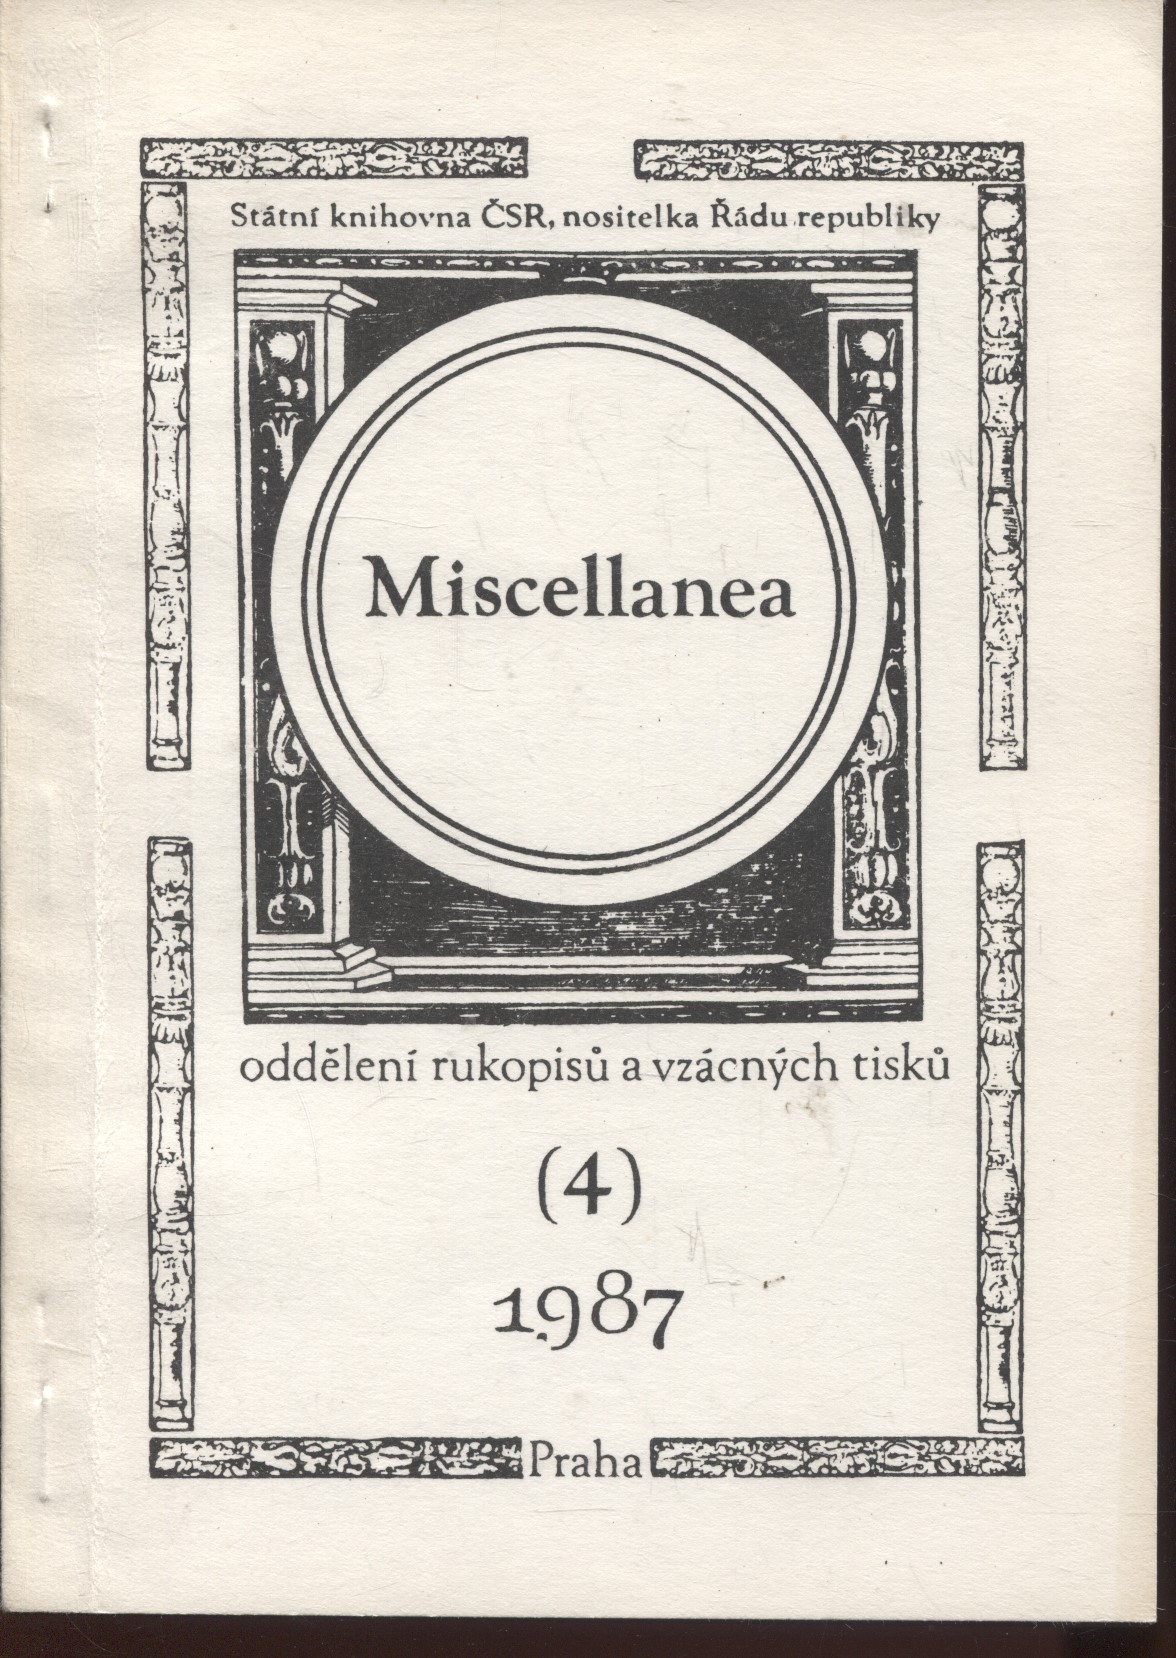 Státní knihovna ČSR, nositelka Řádu republiky
Miscellanea
oddělení rukopisů a vzácných tisků
(4)
1987
Praha